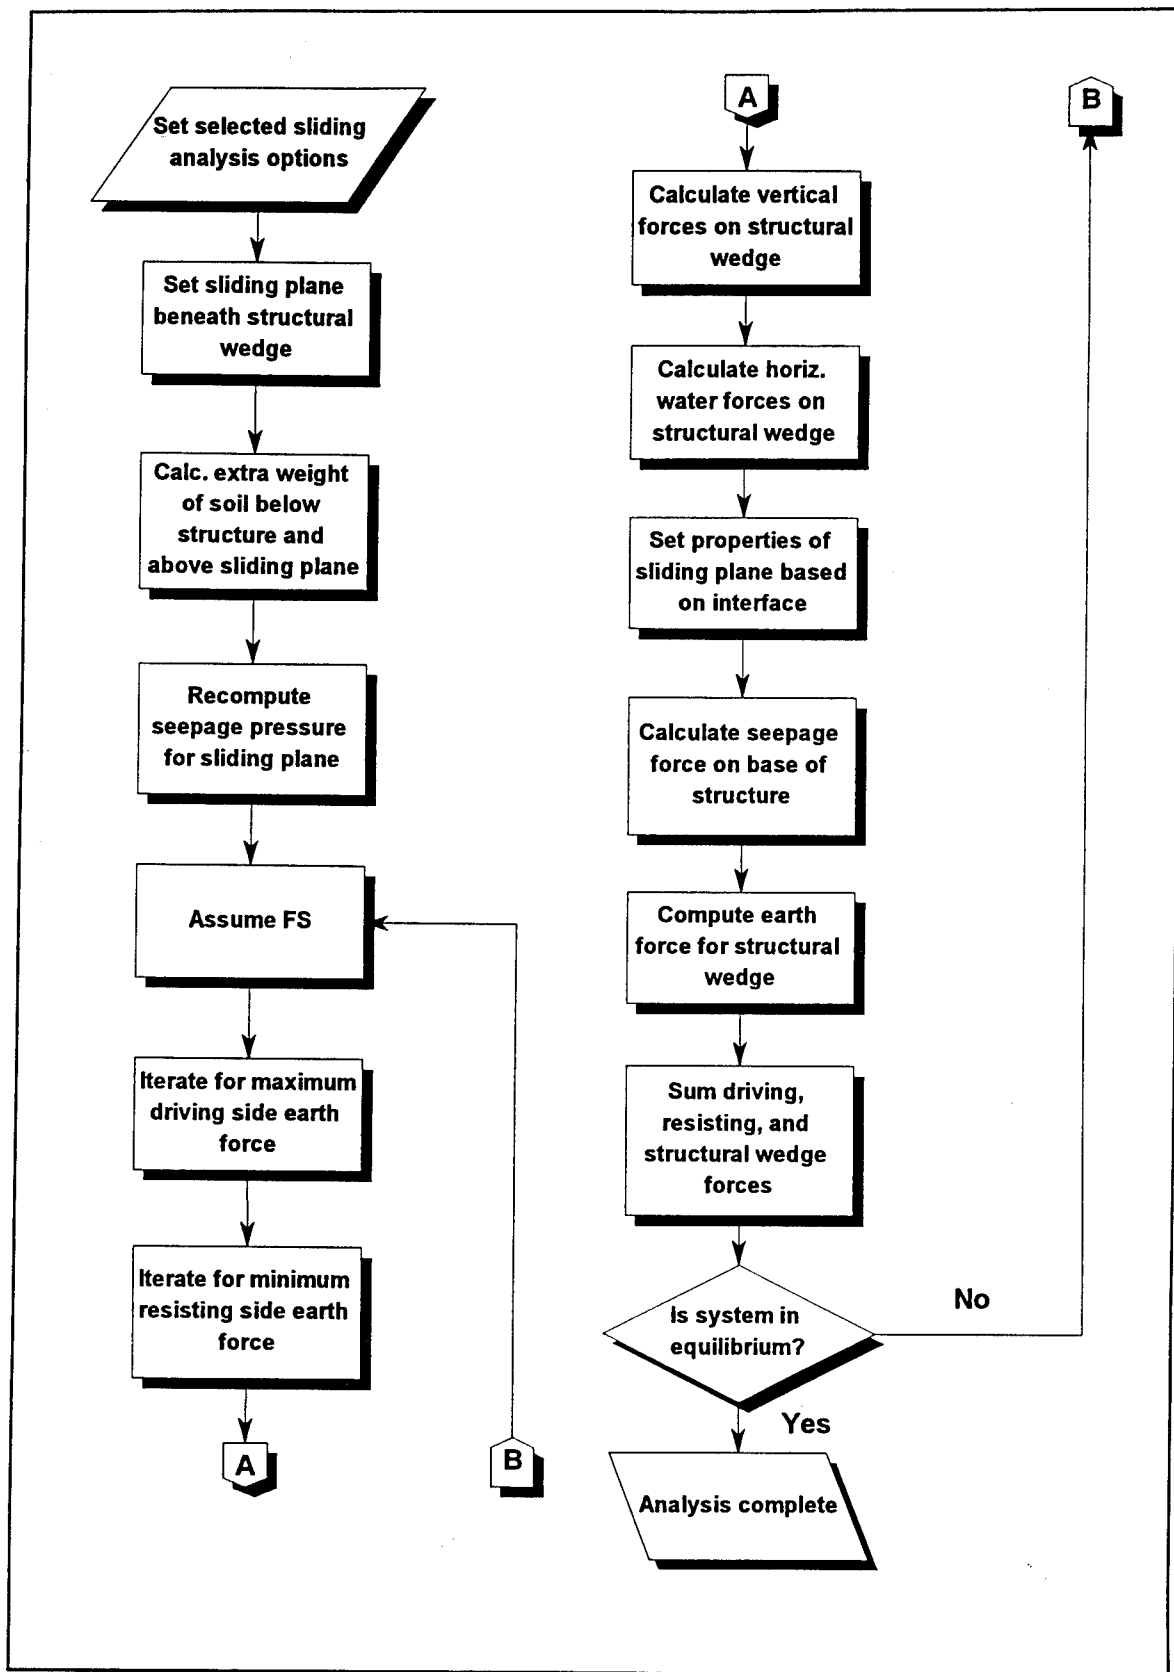 Set selected sliding
analysis options
Set sliding plane
beneath structural
wedge
Calc. extra weight
of soil below
structure and
above sliding plane
Recompute
seepage pressure
for sliding plane
Assume FS
Iterate for maximum
driving side earth
force
Iterate for minimum
resisting side earth
force
A
B
A
Calculate vertical
forces on structural
wedge
Calculate horiz.
water forces on
structural wedge
Set properties of
sliding plane based
on interface
Calculate seepage
force on base of
structure
Compute earth
force for structural
wedge
Sum driving,
resisting, and
structural wedge
forces
Is system in
equilibrium?
No
Yes
Analysis complete
B